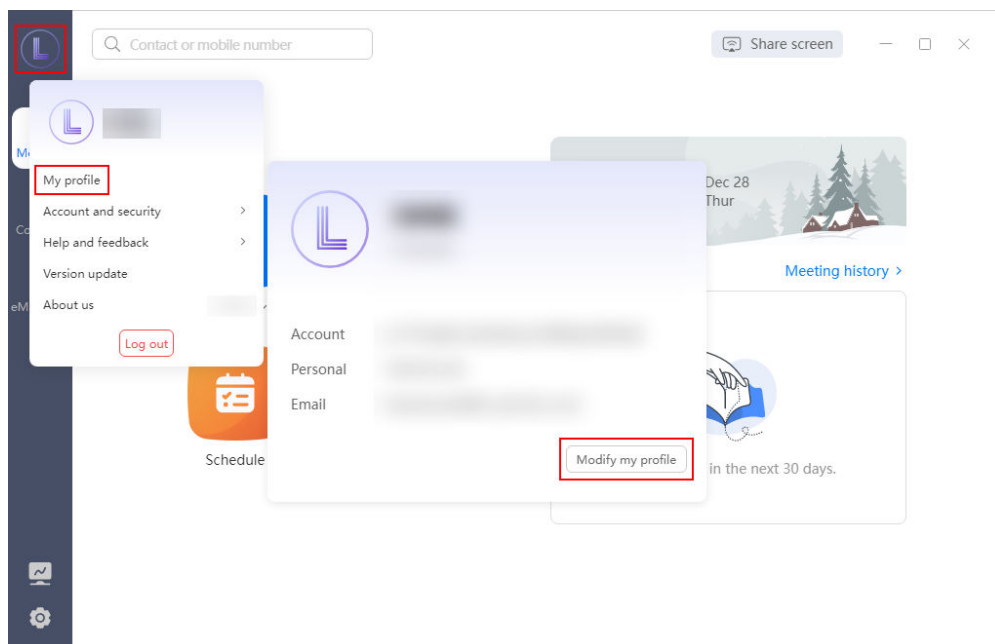 L
Contact or mobile number
Share screen
L
My profile
Account and security
Help and feedback
Version update
About us
Log out
L
Account
Personal
Email
Modify my profile
Dec 28
Thur
Meeting history
in the next 30 days.
Schedule